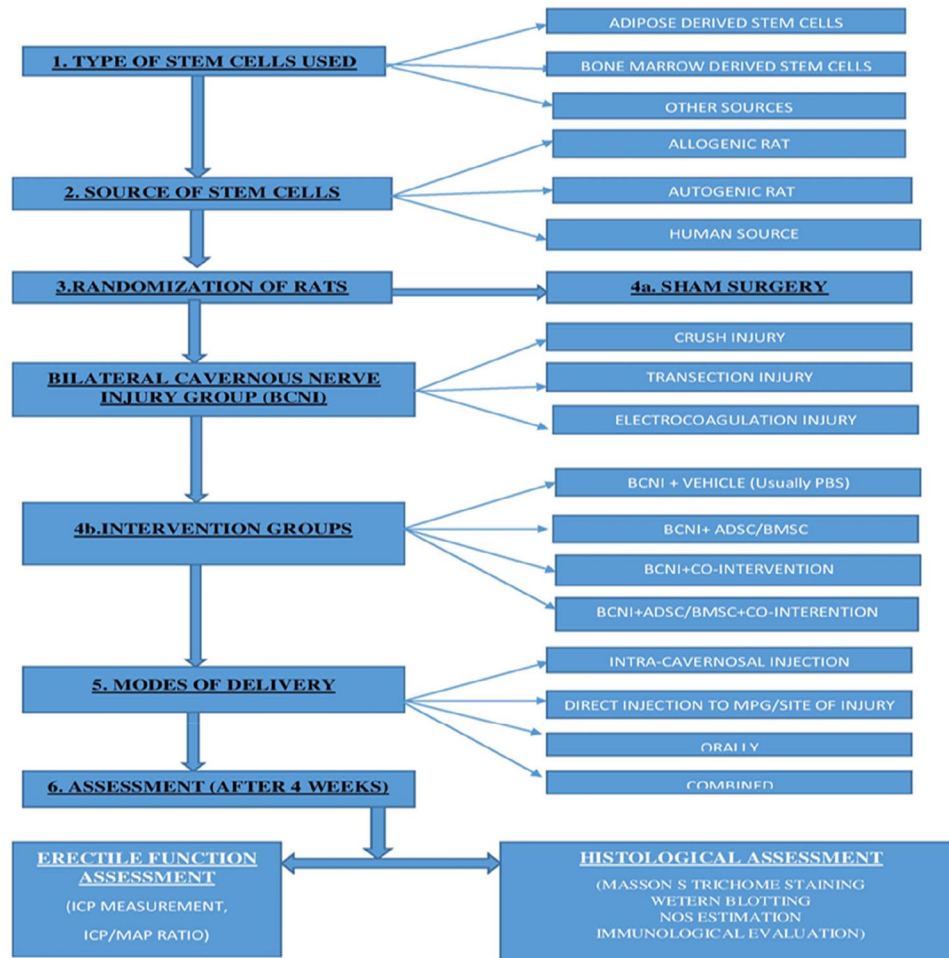 1. TYPE OF STEM CELLS USED
ADIPOSE DERIVED STEM CELLS
BONE MARROW DERIVED STEM CELLS
OTHER SOURCES
2. SOURCE OF STEM CELLS
ALLOGENIC RAT
AUTOGENIC RAT
HUMAN SOURCE
3.RANDOMIZATION OF RATS
4a. SHAM SURGERY
BILATERAL CAVERNOUS NERVE
INJURY GROUP (BCNI)
CRUSH INJURY
TRANSECTION INJURY
ELECTROCOAGULATION INJURY
4b.INTERVENTION GROUPS
BCNI + VEHICLE (Usually PBS)
BCNI+ ADSC/BMSC
BCNI+CO-INTERVENTION
BCNI+ADSC/BMSC+CO-INTERENTION
5. MODES OF DELIVERY
INTRA-CAVERNOSAL INJECTION
DIRECT INJECTION TO MPG/SITE OF INJURY
ORALLY
COMBINED
6. ASSESSMENT (AFTER 4 WEEKS)
ERECTILE FUNCTION
ASSESSMENT
(ICP MEASUREMENT,
ICP/MAP RATIO)
HISTOLOGICAL ASSESSMENT
(MASSON S TRICHOME STAINING
WETERN BLOTTING
NOS ESTIMATION
IMMUNOLOGICAL EVALUATION)